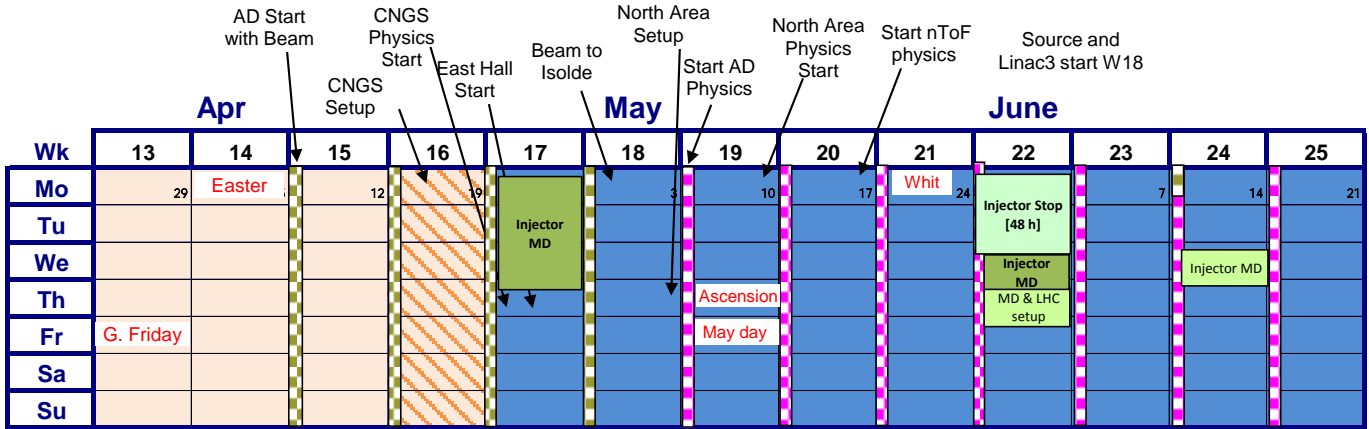 AD Start
with Beam
CNGS
Physics
Start
CNGS
Setup
East Hall
Start
Beam to
Isolde
North Area
Setup
Start AD
Physics
North Area
Physics
Start
Start nToF
physics
Source and
Linac3 start W18
Apr May June
Wk 13 14 15 16 17 18 19 20 21 22 23 24 25
Mo 29 Easter 12 19 3 10 17 Whit 24 7 14 21
Tu
We
Th
Fr
Sa
Su
Injector
MD
Injector Stop
[48 h]
Injector
MD
MD & LHC
setup
Injector MD
Ascension
G. Friday
May day